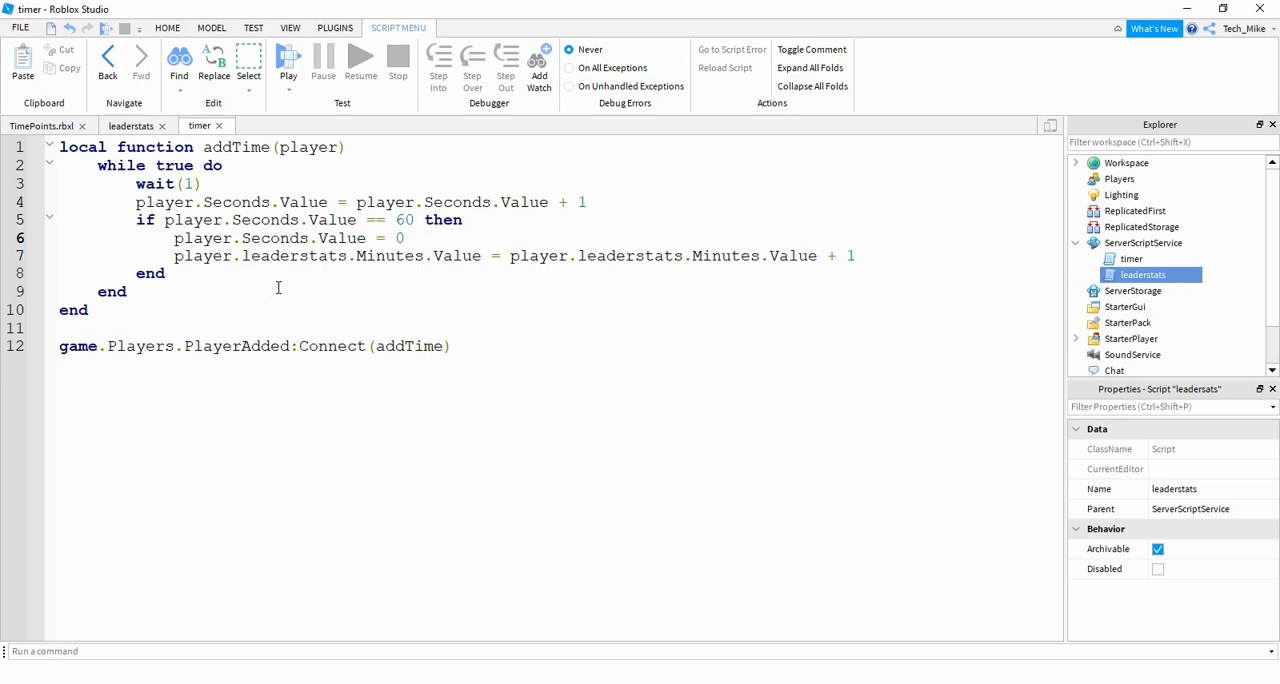 timer - Roblox Studio
FILE HOME MODEL TEST VIEW PLUGINS SCRIPT MENU What's New Tech_Mike
Paste Cut Copy Back Fwd Find Replace Select Play Pause Resume Stop Step Into Step Over Step Out Add Watch
Never
On All Exceptions
On Unhandled Exceptions
Go to Script Error
Reload Script
Toggle Comment
Expand All Folds
Collapse All Folds
Clipboard Navigate Edit Test Debugger Debug Errors Actions
TimePoints.rbxl leaderstats timer
1 local function addTime(player)
2 while true do
3 wait(1)
4 player.Seconds.Value = player.Seconds.Value + 1
5 if player.Seconds.Value == 60 then
6 player.Seconds.Value = 0
7 player.leaderstats.Minutes.Value = player.leaderstats.Minutes.Value + 1
8 end
9 end
10 end
11
12 game.Players.PlayerAdded:Connect(addTime)
Explorer
Filter workspace (Ctrl+Shift+X)
Workspace
Players
Lighting
ReplicatedFirst
ReplicatedStorage
ServerScriptService
timer
leaderstats
ServerStorage
StarterGui
StarterPack
StarterPlayer
SoundService
Chat
Properties - Script "leadersats"
Filter Properties (Ctrl+Shift+P)
Data
ClassName Script
CurrentEditor
Name leaderstats
Parent ServerScriptService
Behavior
Archivable
Disabled
Run a command